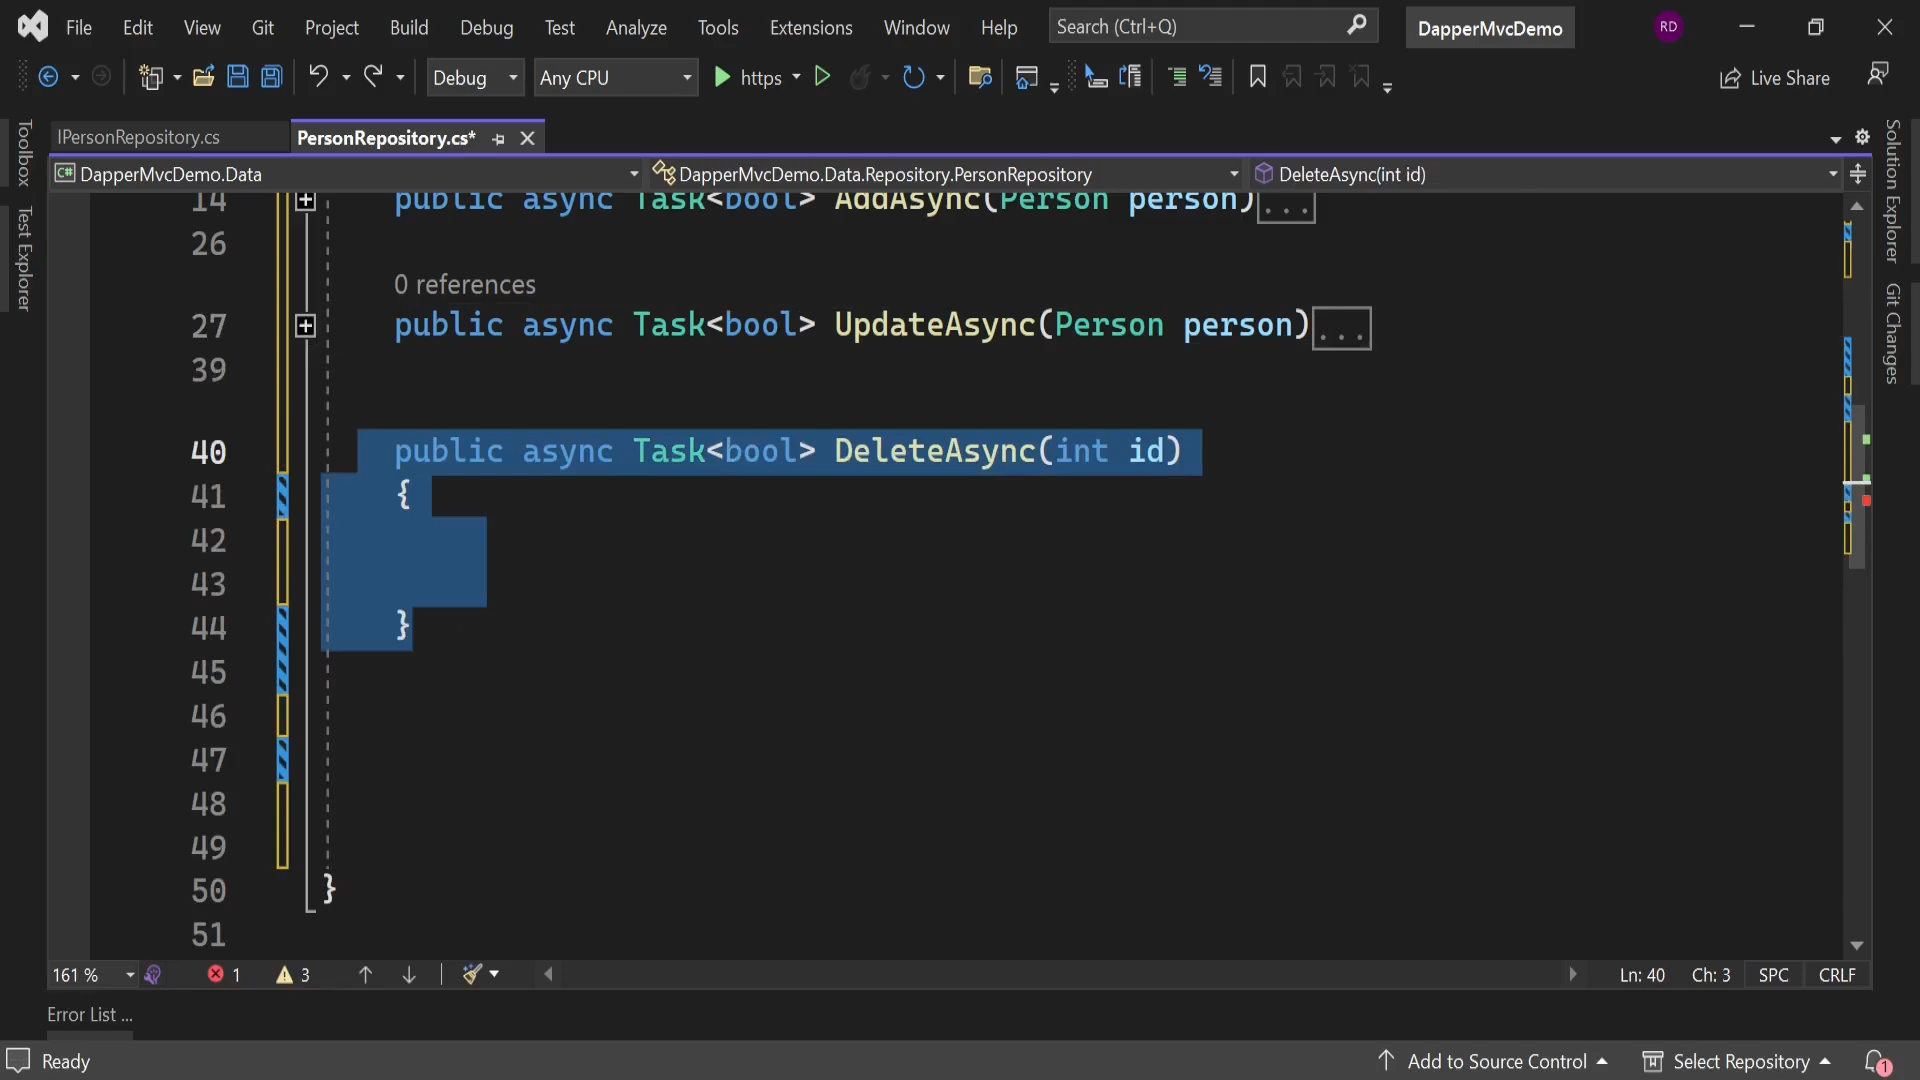 File Edit View Git Project Build Debug Test Analyze Tools Extensions Window Help Search (Ctrl+Q) DapperMvcDemo RD
Debug Any CPU https Live Share
Toolbox
Test Explorer
IPersonRepository.cs PersonRepository.cs*
DapperMvcDemo.Data DapperMvcDemo.Data.Repository.PersonRepository DeleteAsync(int id)
14 public async Task<bool> AddAsync(Person person)...
26
0 references
27 public async Task<bool> UpdateAsync(Person person)...
39
40 public async Task<bool> DeleteAsync(int id)
41 {
42
43
44 }
45
46
47
48
49
50 }
51
Solution Explorer
Git Changes
161 % 1 3 Ln: 40 Ch: 3 SPC CRLF
Error List ...
Ready Add to Source Control Select Repository 1